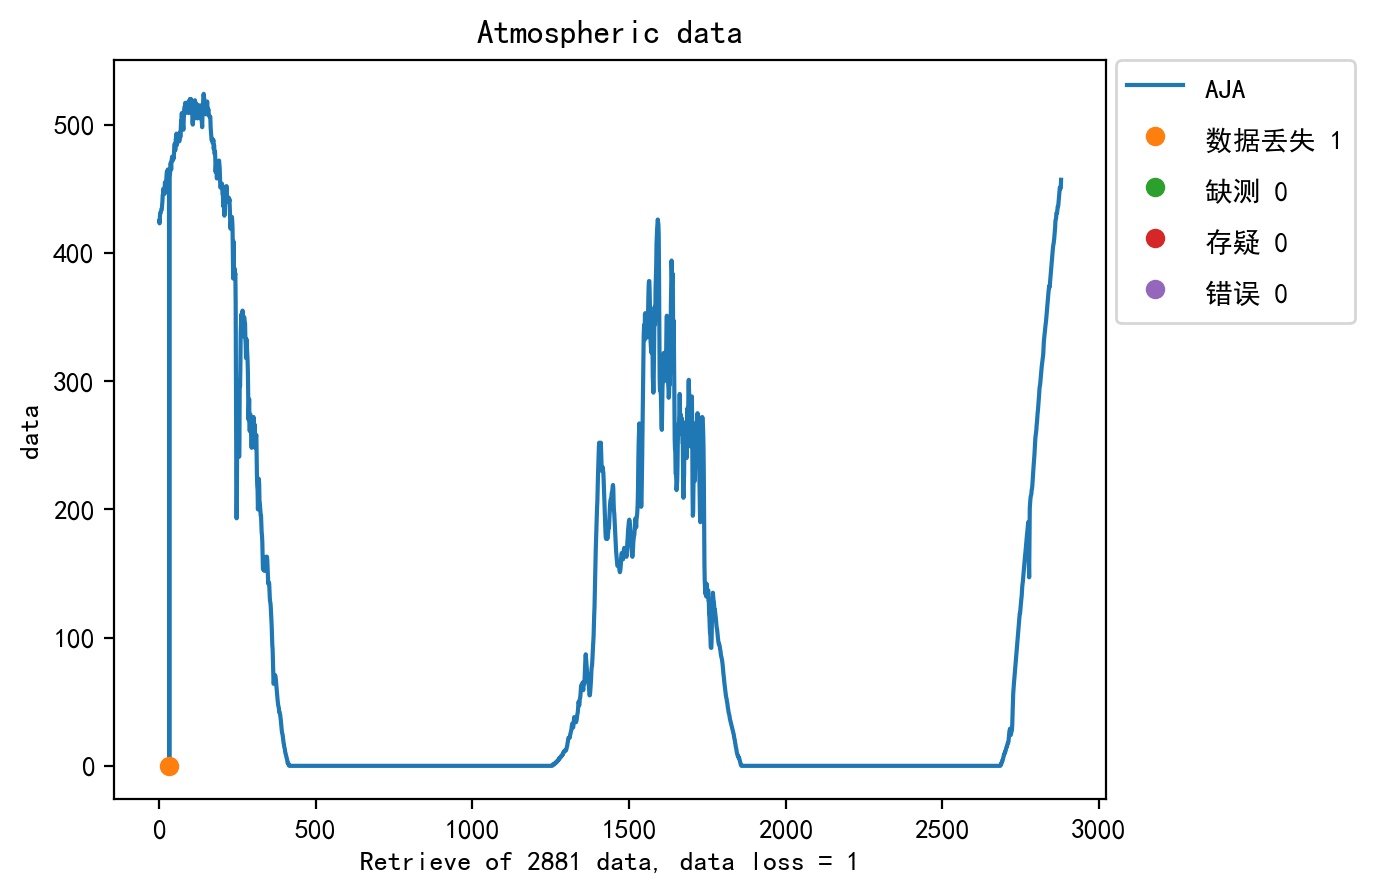 Atmospheric data
AJA
数据丢失 1
缺测 0
存疑 0
错误 0
500
400
300
200
100
0
data
0 500 1000 1500 2000 2500 3000
Retrieve of 2881 data, data loss = 1